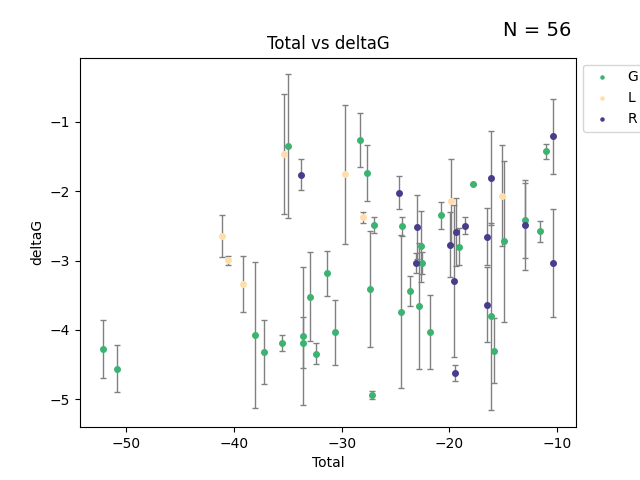 N = 56
Total vs deltaG
G
L
R
−1
−2
−3
−4
−5
deltaG
−50 −40 −30 −20 −10
Total